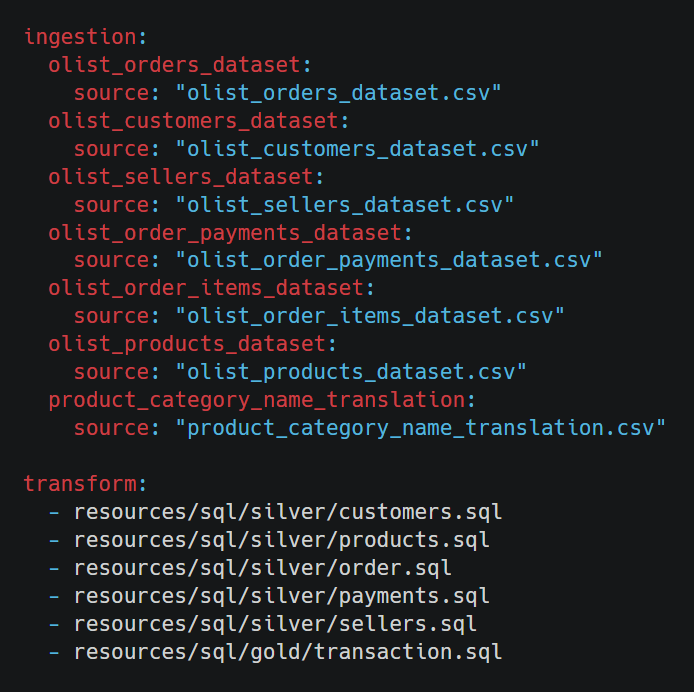 ingestion:
  olist_orders_dataset:
    source: "olist_orders_dataset.csv"
  olist_customers_dataset:
    source: "olist_customers_dataset.csv"
  olist_sellers_dataset:
    source: "olist_sellers_dataset.csv"
  olist_order_payments_dataset:
    source: "olist_order_payments_dataset.csv"
  olist_order_items_dataset:
    source: "olist_order_items_dataset.csv"
  olist_products_dataset:
    source: "olist_products_dataset.csv"
  product_category_name_translation:
    source: "product_category_name_translation.csv"

transform:
  - resources/sql/silver/customers.sql
  - resources/sql/silver/products.sql
  - resources/sql/silver/order.sql
  - resources/sql/silver/payments.sql
  - resources/sql/silver/sellers.sql
  - resources/sql/gold/transaction.sql